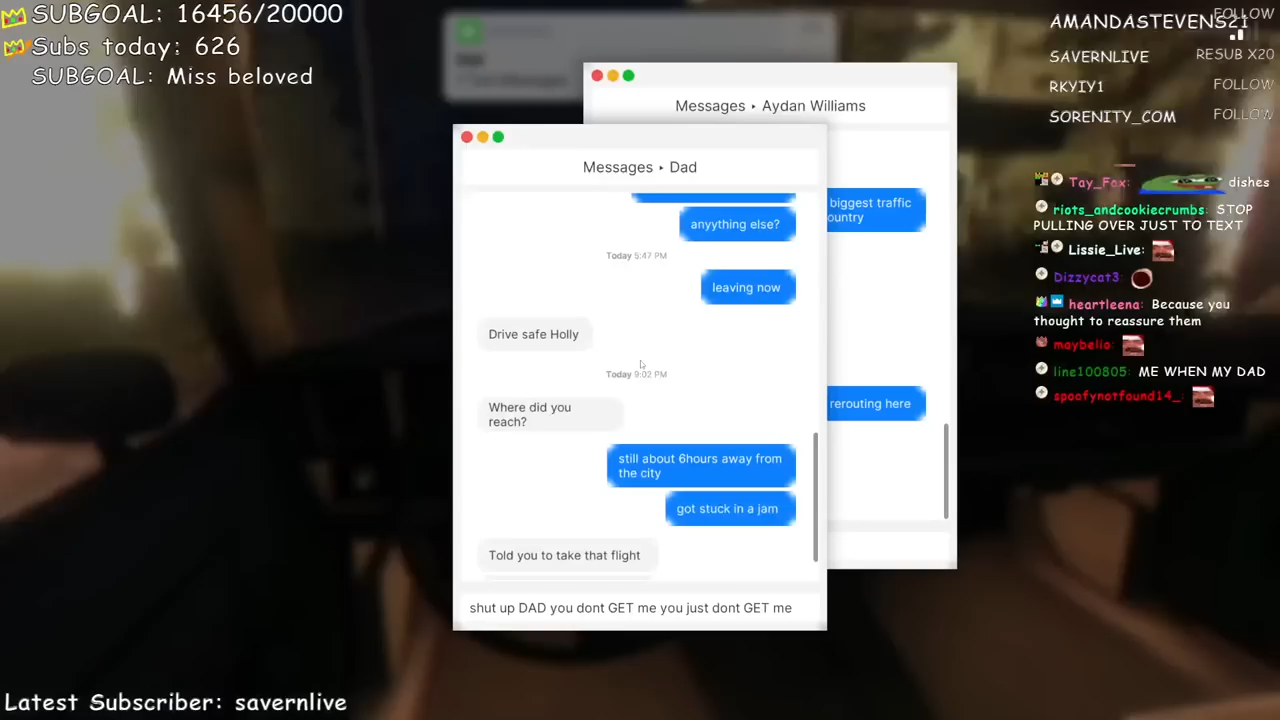 SUBGOAL: 16456/20000
Subs today: 626
SUBGOAL: Miss beloved
Messages ▸ Aydan Williams
biggest traffic
ountry
rerouting here
Messages ▸ Dad
anyything else?
Today 5:47 PM
leaving now
Drive safe Holly
Today 9:02 PM
Where did you
reach?
still about 6hours away from
the city
got stuck in a jam
Told you to take that flight
shut up DAD you dont GET me you just dont GET me
FOLLOW
AMANDASTEVENS21
SAVERNLIVE RESUB X20
RKYIY1 FOLLOW
SORENITY_COM FOLLOW
Tay_Fox: dishes
riots_andcookiecrumbs: STOP
PULLING OVER JUST TO TEXT
Lissie_Live:
Dizzycat3:
heartleena: Because you
thought to reassure them
maybelio:
line100805: ME WHEN MY DAD
spoofynotfound14_:
Latest Subscriber: savernlive